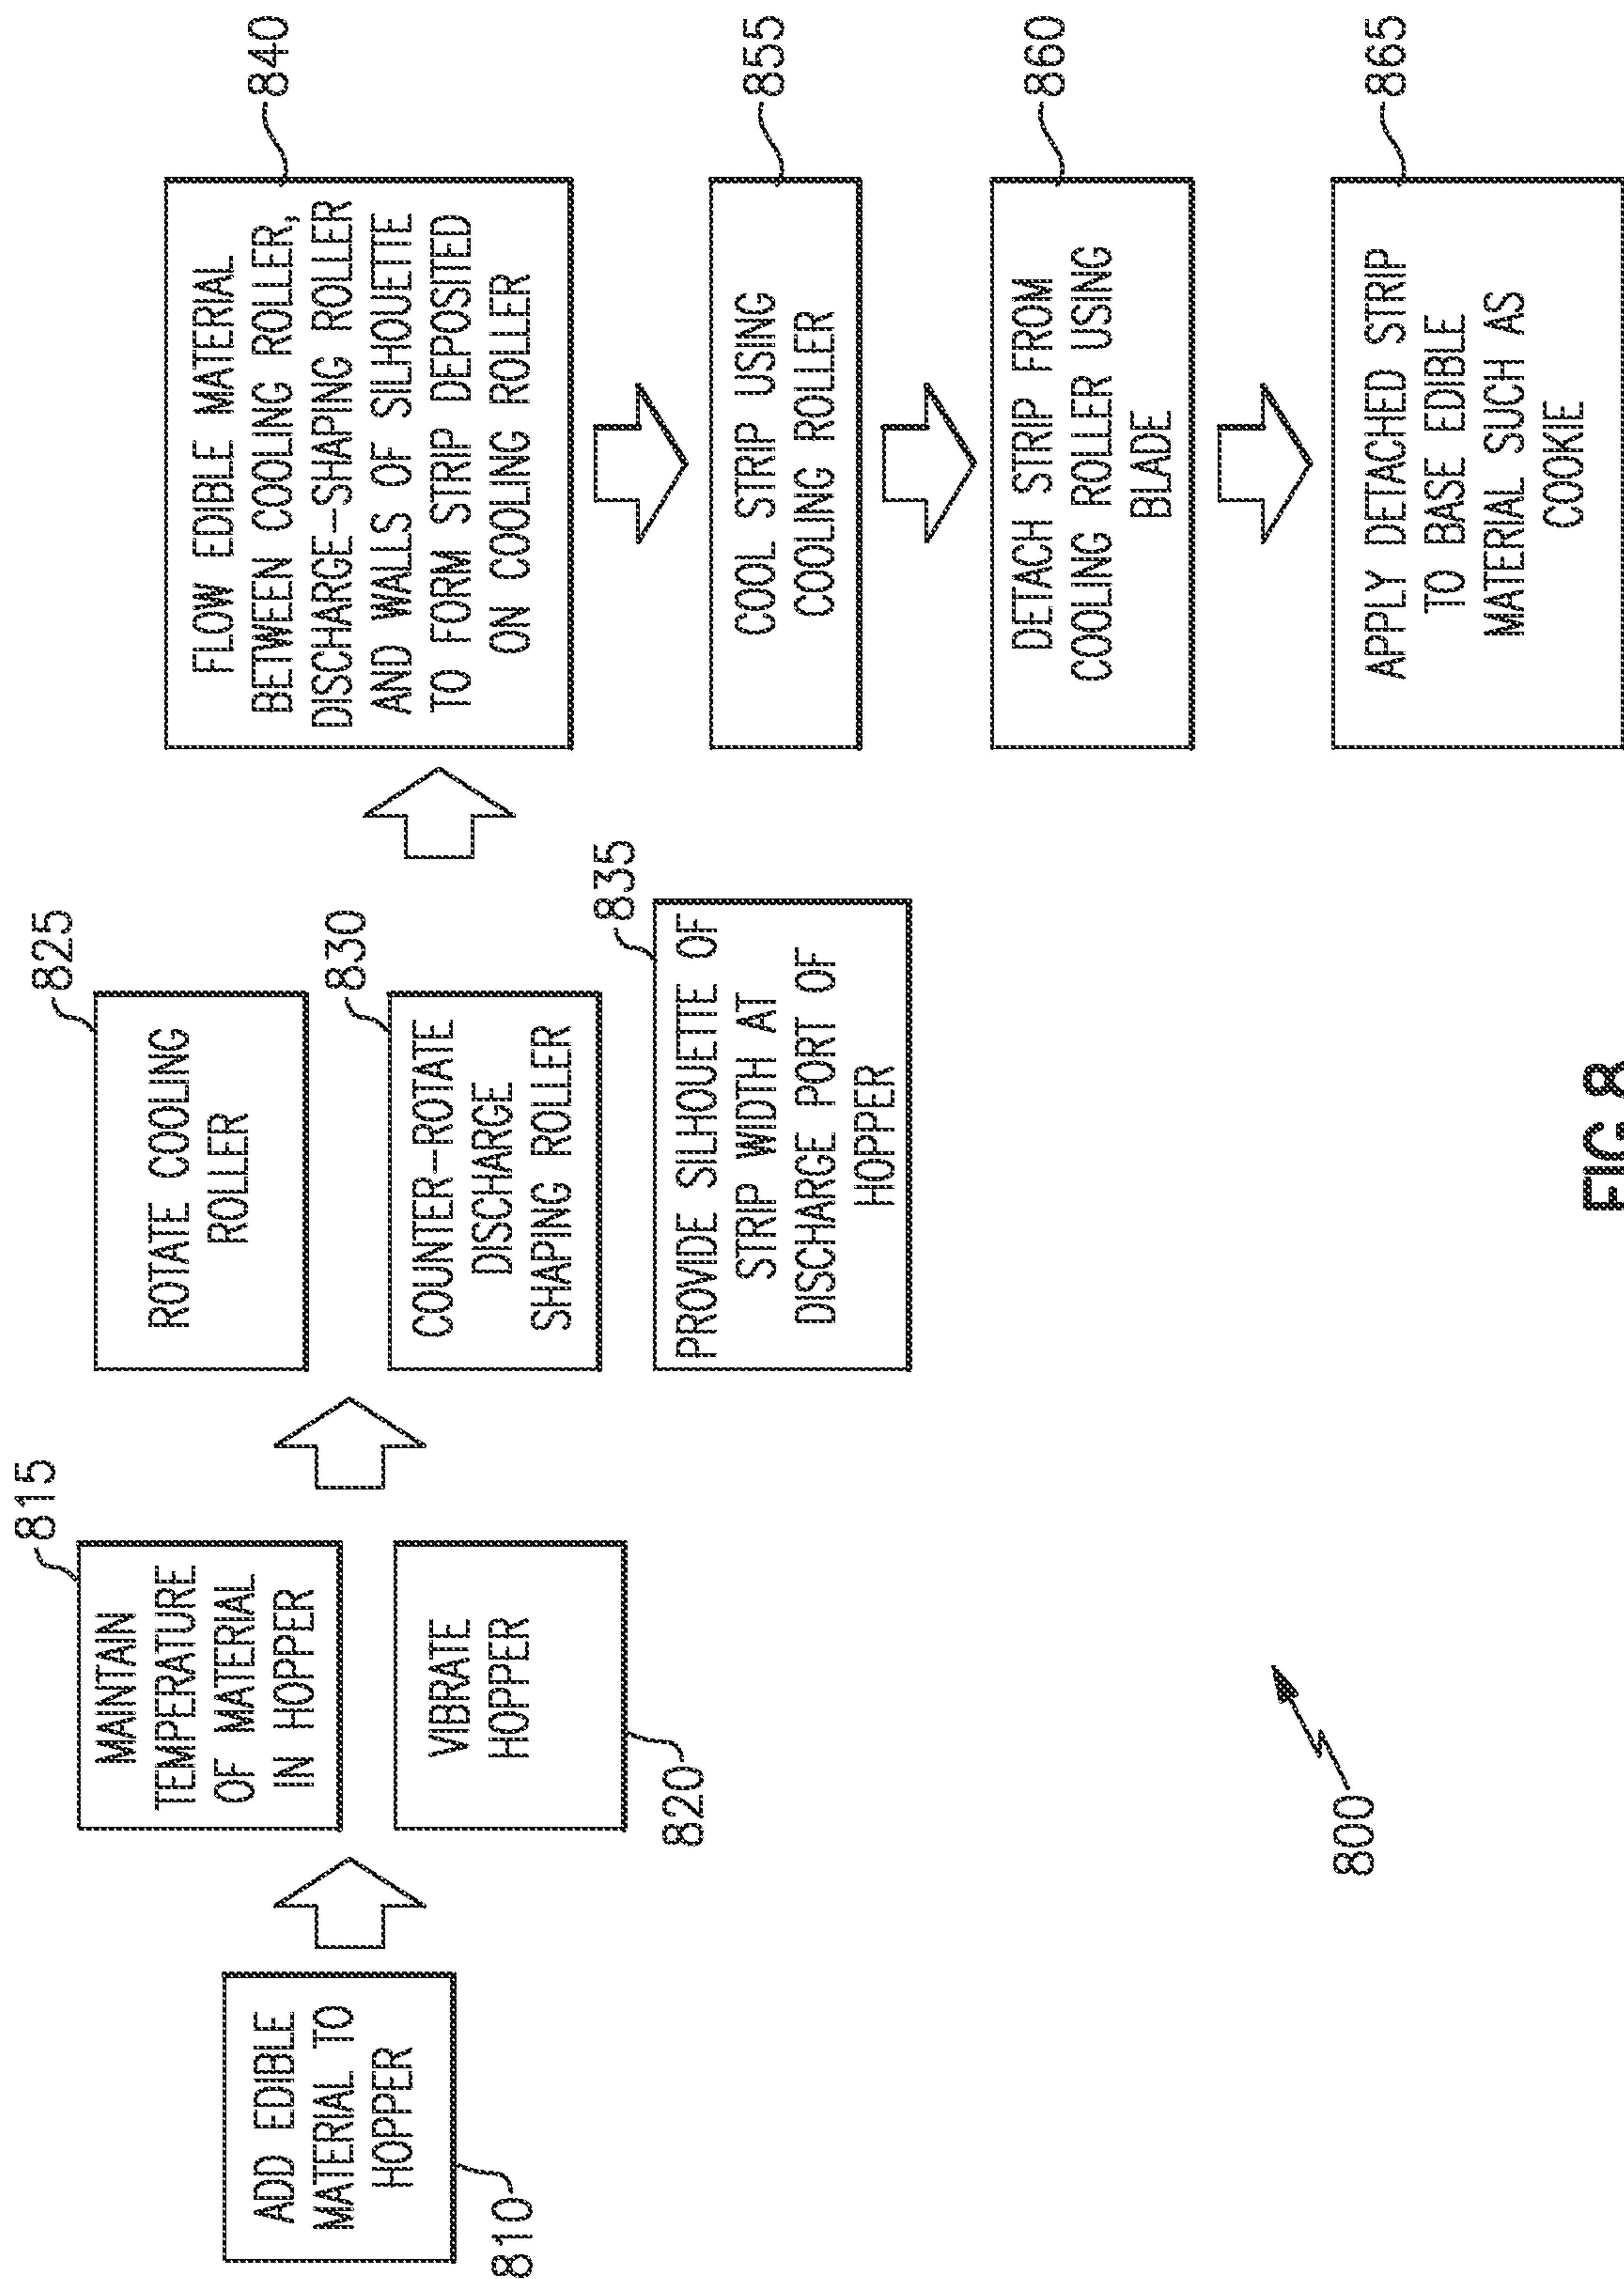 810
ADD EDIBLE
MATERIAL TO
HOPPER
815
MAINTAIN
TEMPERATURE
OF MATERIAL
IN HOPPER
VIBRATE
HOPPER
820
825
ROTATE COOLING
ROLLER
830
COUNTER-ROTATE
DISCHARGE
SHAPING ROLLER
835
PROVIDE SILHOUETTE OF
STRIP WIDTH AT
DISCHARGE PORT OF
HOPPER
840
FLOW EDIBLE MATERIAL
BETWEEN COOLING ROLLER,
DISCHARGE-SHAPING ROLLER
AND WALLS OF SILHOUETTE
TO FORM STRIP DEPOSITED
ON COOLING ROLLER
855
COOL STRIP USING
COOLING ROLLER
860
DETACH STRIP FROM
COOLING ROLLER USING
BLADE
865
APPLY DETACHED STRIP
TO BASE EDIBLE
MATERIAL SUCH AS
COOKIE
800
FIG 8